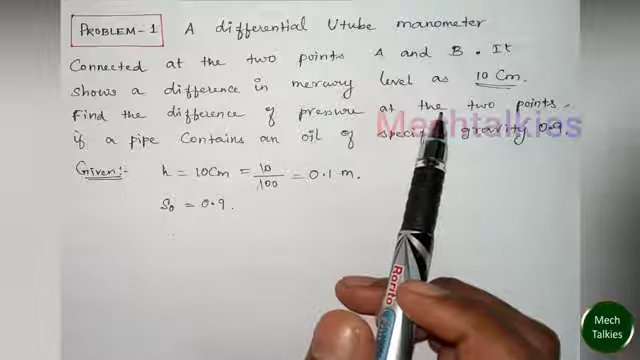 PROBLEM-1 A differential Utube manometer
Connected at the two points A and B. It
shows a difference in mercury level as 10 Cm.
Find the difference of pressure at the two points.
if a pipe contains an oil of specific gravity 0.9
Mechtalkies
Given:- h = 10 Cm = 10/100 = 0.1 m.
S₀ = 0.9.
Rorito
Mech
Talkies